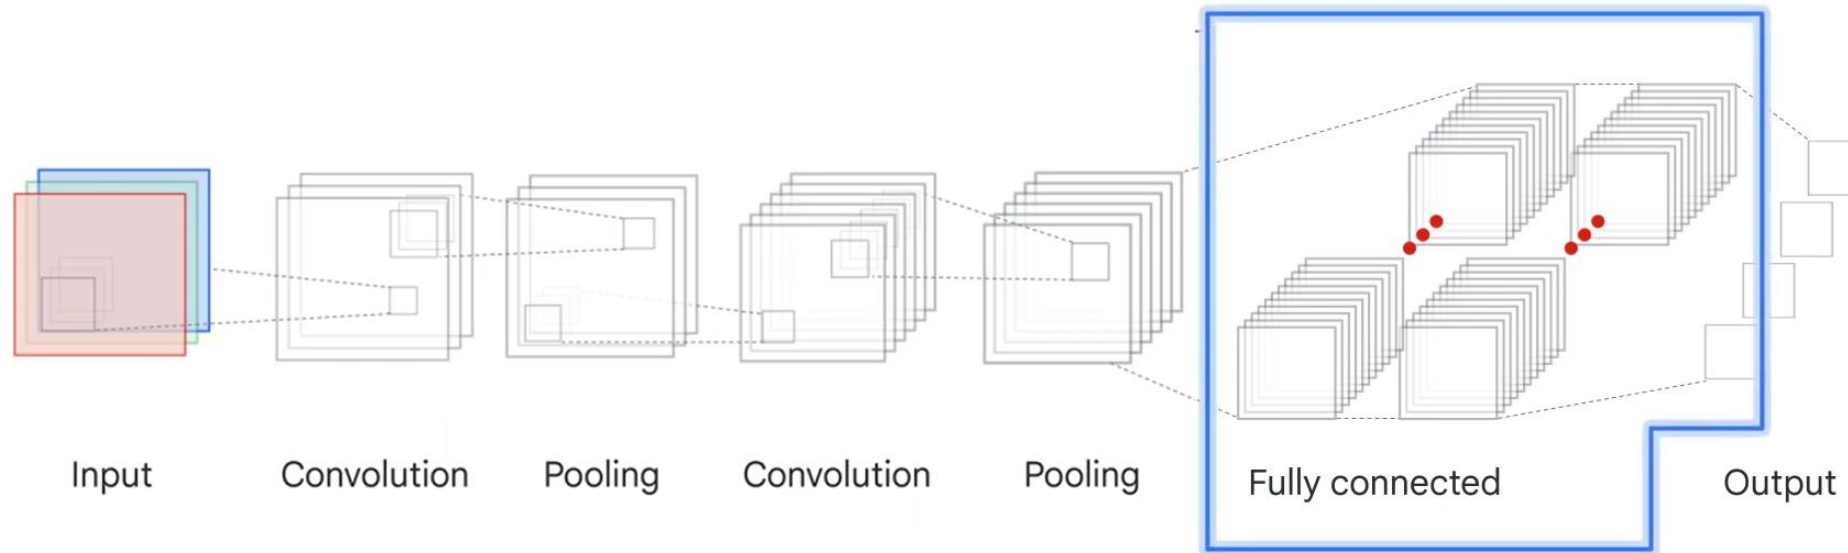 Input
Convolution
Pooling
Convolution
Pooling
Fully connected
Output